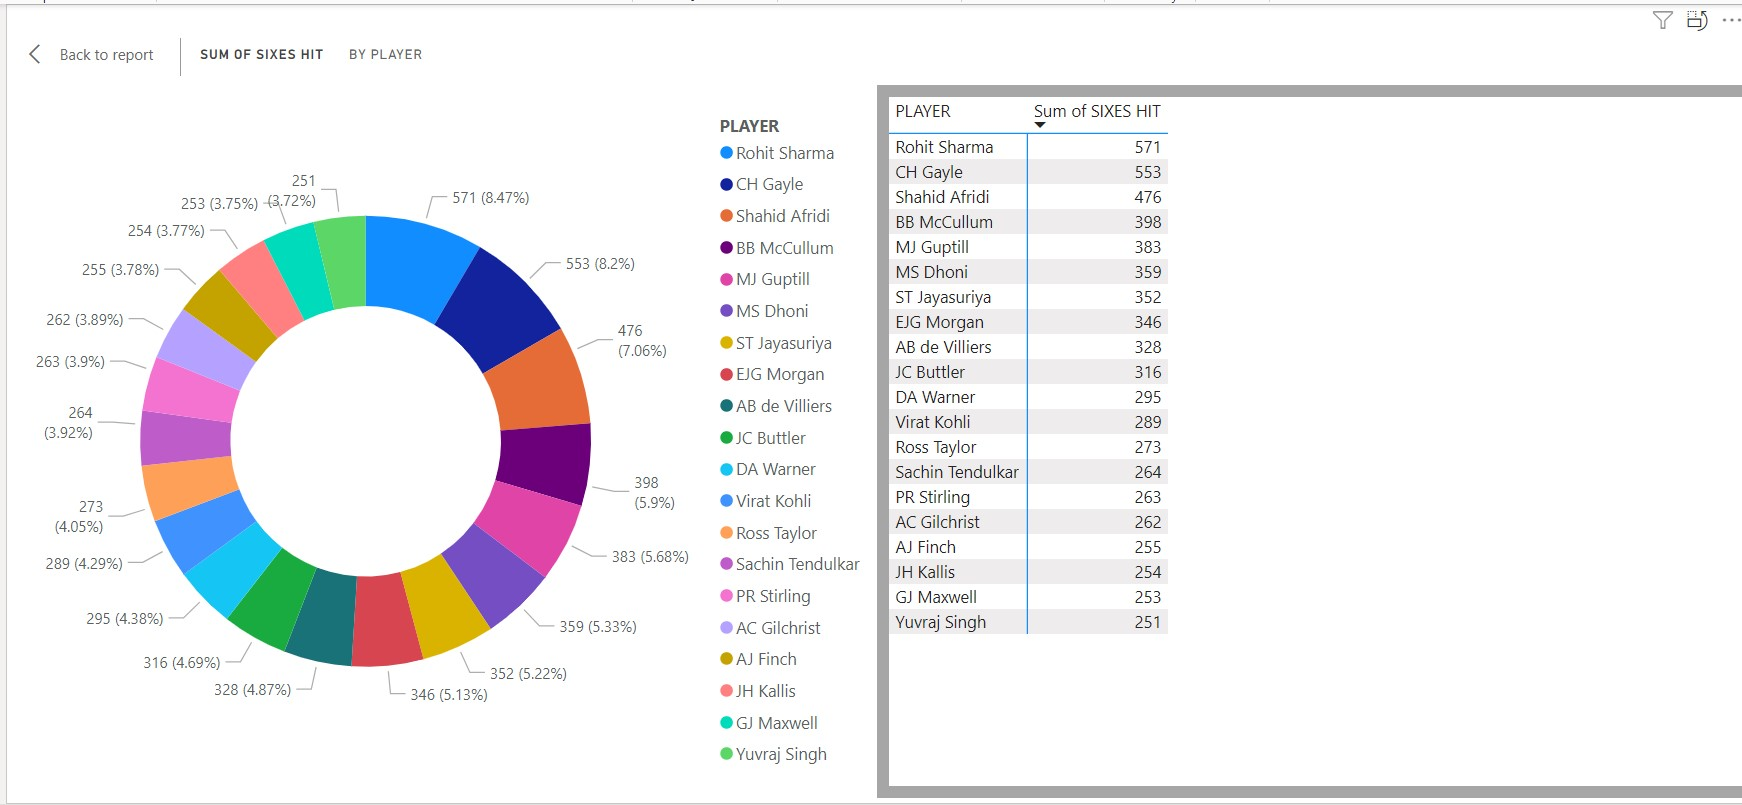 Back to report
SUM OF SIXES HIT
BY PLAYER
251
(3.72%)
253 (3.75%)
254 (3.77%)
255 (3.78%)
262 (3.89%)
263 (3.9%)
264
(3.92%)
273
(4.05%)
289 (4.29%)
295 (4.38%)
316 (4.69%)
328 (4.87%)
346 (5.13%)
352 (5.22%)
359 (5.33%)
383 (5.68%)
398
(5.9%)
476
(7.06%)
553 (8.2%)
571 (8.47%)
PLAYER
Rohit Sharma
CH Gayle
Shahid Afridi
BB McCullum
MJ Guptill
MS Dhoni
ST Jayasuriya
EJG Morgan
AB de Villiers
JC Buttler
DA Warner
Virat Kohli
Ross Taylor
Sachin Tendulkar
PR Stirling
AC Gilchrist
AJ Finch
JH Kallis
GJ Maxwell
Yuvraj Singh
PLAYER Sum of SIXES HIT
Rohit Sharma 571
CH Gayle 553
Shahid Afridi 476
BB McCullum 398
MJ Guptill 383
MS Dhoni 359
ST Jayasuriya 352
EJG Morgan 346
AB de Villiers 328
JC Buttler 316
DA Warner 295
Virat Kohli 289
Ross Taylor 273
Sachin Tendulkar 264
PR Stirling 263
AC Gilchrist 262
AJ Finch 255
JH Kallis 254
GJ Maxwell 253
Yuvraj Singh 251